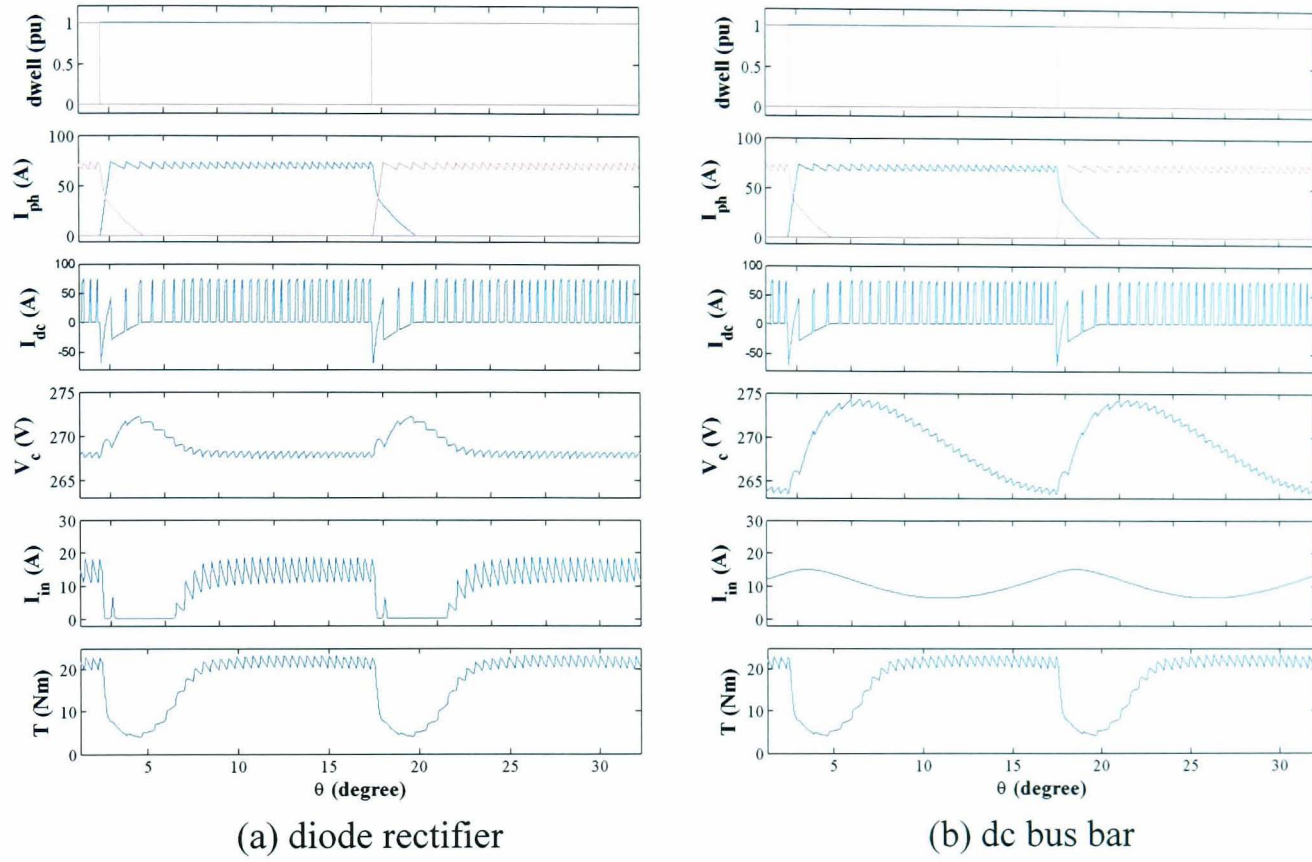 dwell (pu)
1
0.5
0
I_ph (A)
100
50
0
I_dc (A)
100
50
0
-50
V_c (V)
275
270
265
I_in (A)
30
20
10
0
T (Nm)
20
10
0
5 10 15 20 25 30
θ (degree)
(a) diode rectifier
dwell (pu)
1
0.5
0
I_ph (A)
100
50
0
I_dc (A)
100
50
0
-50
V_c (V)
275
270
265
I_in (A)
30
20
10
0
T (Nm)
20
10
0
5 10 15 20 25 30
θ (degree)
(b) dc bus bar